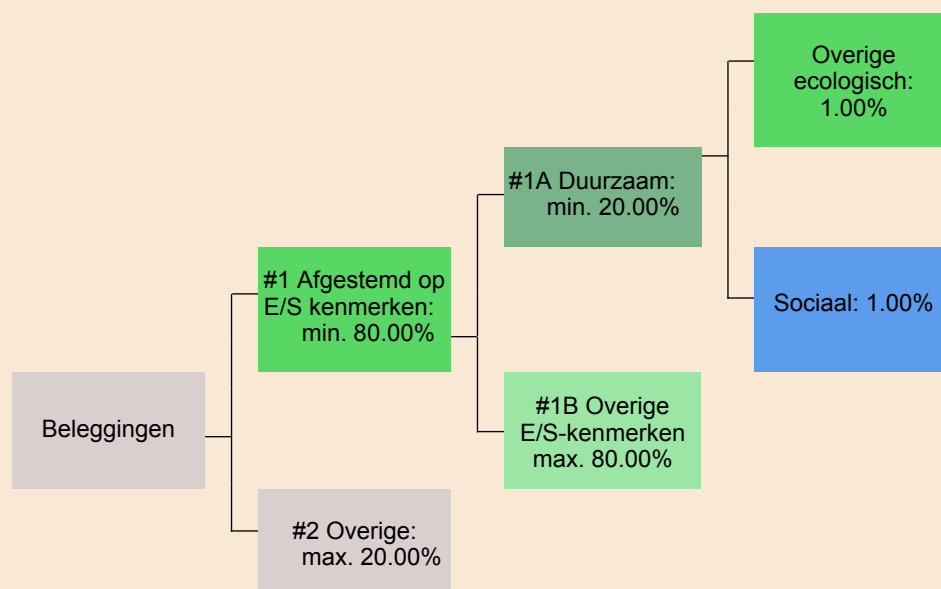 Overige
ecologisch:
1.00%
#1A Duurzaam:
min. 20.00%
#1 Afgestemd op
E/S kenmerken:
min. 80.00%
Sociaal: 1.00%
Beleggingen
#1B Overige
E/S-kenmerken
max. 80.00%
#2 Overige:
max. 20.00%